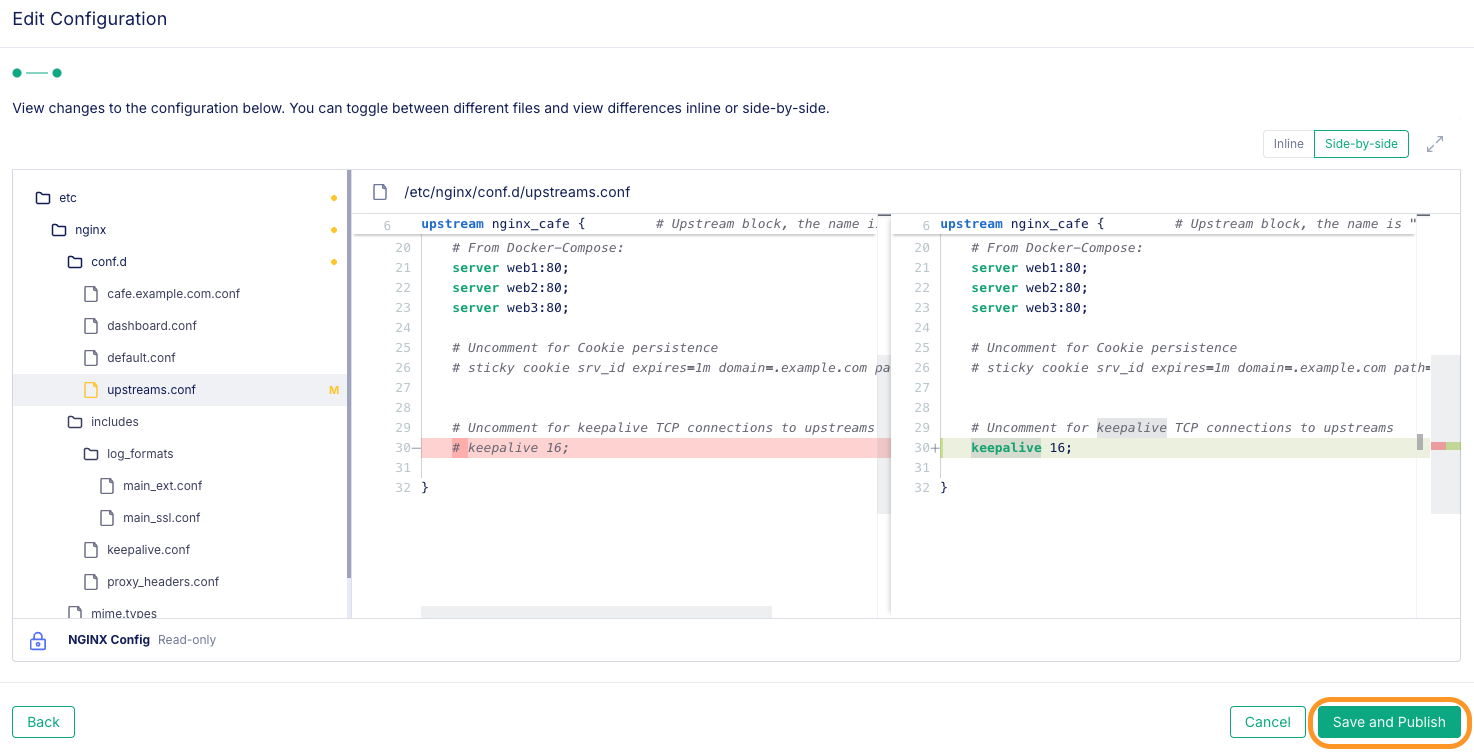 Edit Configuration
View changes to the configuration below. You can toggle between different files and view differences inline or side-by-side.
Inline Side-by-side
etc
nginx
conf.d
cafe.example.com.conf
dashboard.conf
default.conf
upstreams.conf M
includes
log_formats
main_ext.conf
main_ssl.conf
keepalive.conf
proxy_headers.conf
mime.types
/etc/nginx/conf.d/upstreams.conf
6 upstream nginx_cafe { # Upstream block, the name i
20 # From Docker-Compose:
21 server web1:80;
22 server web2:80;
23 server web3:80;
24
25 # Uncomment for Cookie persistence
26 # sticky cookie srv_id expires=1m domain=.example.com pa
27
28
29 # Uncomment for keepalive TCP connections to upstreams
30- # keepalive 16;
31
32 }
6 upstream nginx_cafe { # Upstream block, the name is "
20 # From Docker-Compose:
21 server web1:80;
22 server web2:80;
23 server web3:80;
24
25 # Uncomment for Cookie persistence
26 # sticky cookie srv_id expires=1m domain=.example.com path=
27
28
29 # Uncomment for keepalive TCP connections to upstreams
30+ keepalive 16;
31
32 }
NGINX Config Read-only
Back Cancel Save and Publish